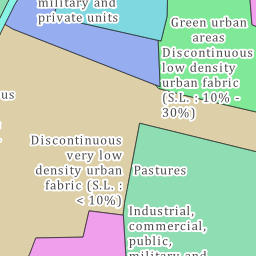 military and
private units
Green urban
areas
Discontinuous
low density
urban fabric
(S.L. : 10% -
30%)
us
Discontinuous
very low
density urban
fabric (S.L. :
< 10%)
Pastures
Industrial,
commercial,
public,
military and